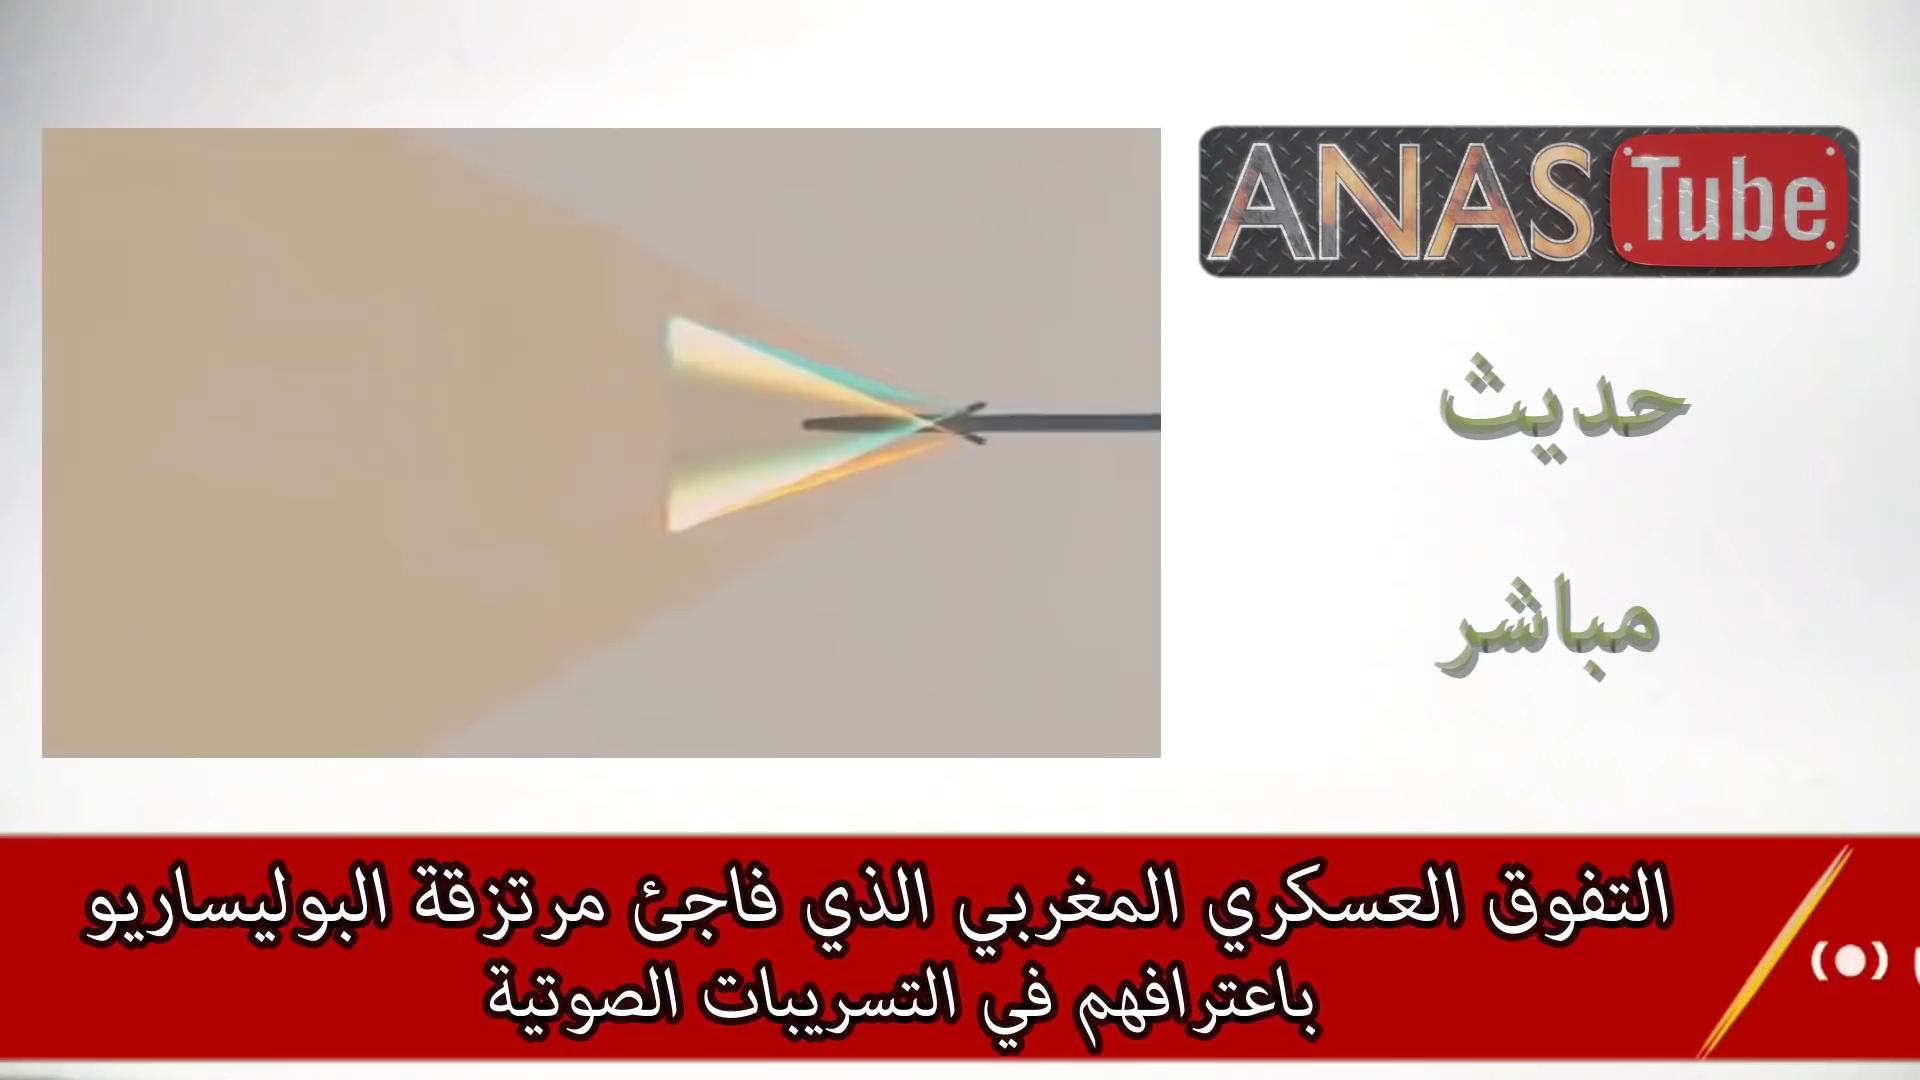 ANAS Tube
حديث
مباشر
التفوق العسكري المغربي الذي فاجئ مرتزقة البوليساريو
باعترافهم في التسريبات الصوتية